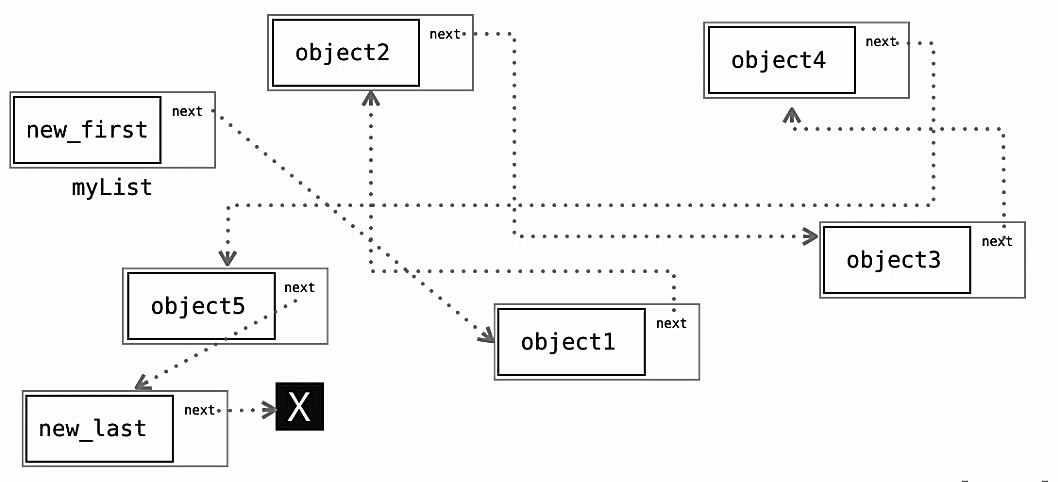 object2 next
object4 next
new_first next
myList
object3 next
object5 next
object1 next
new_last next X